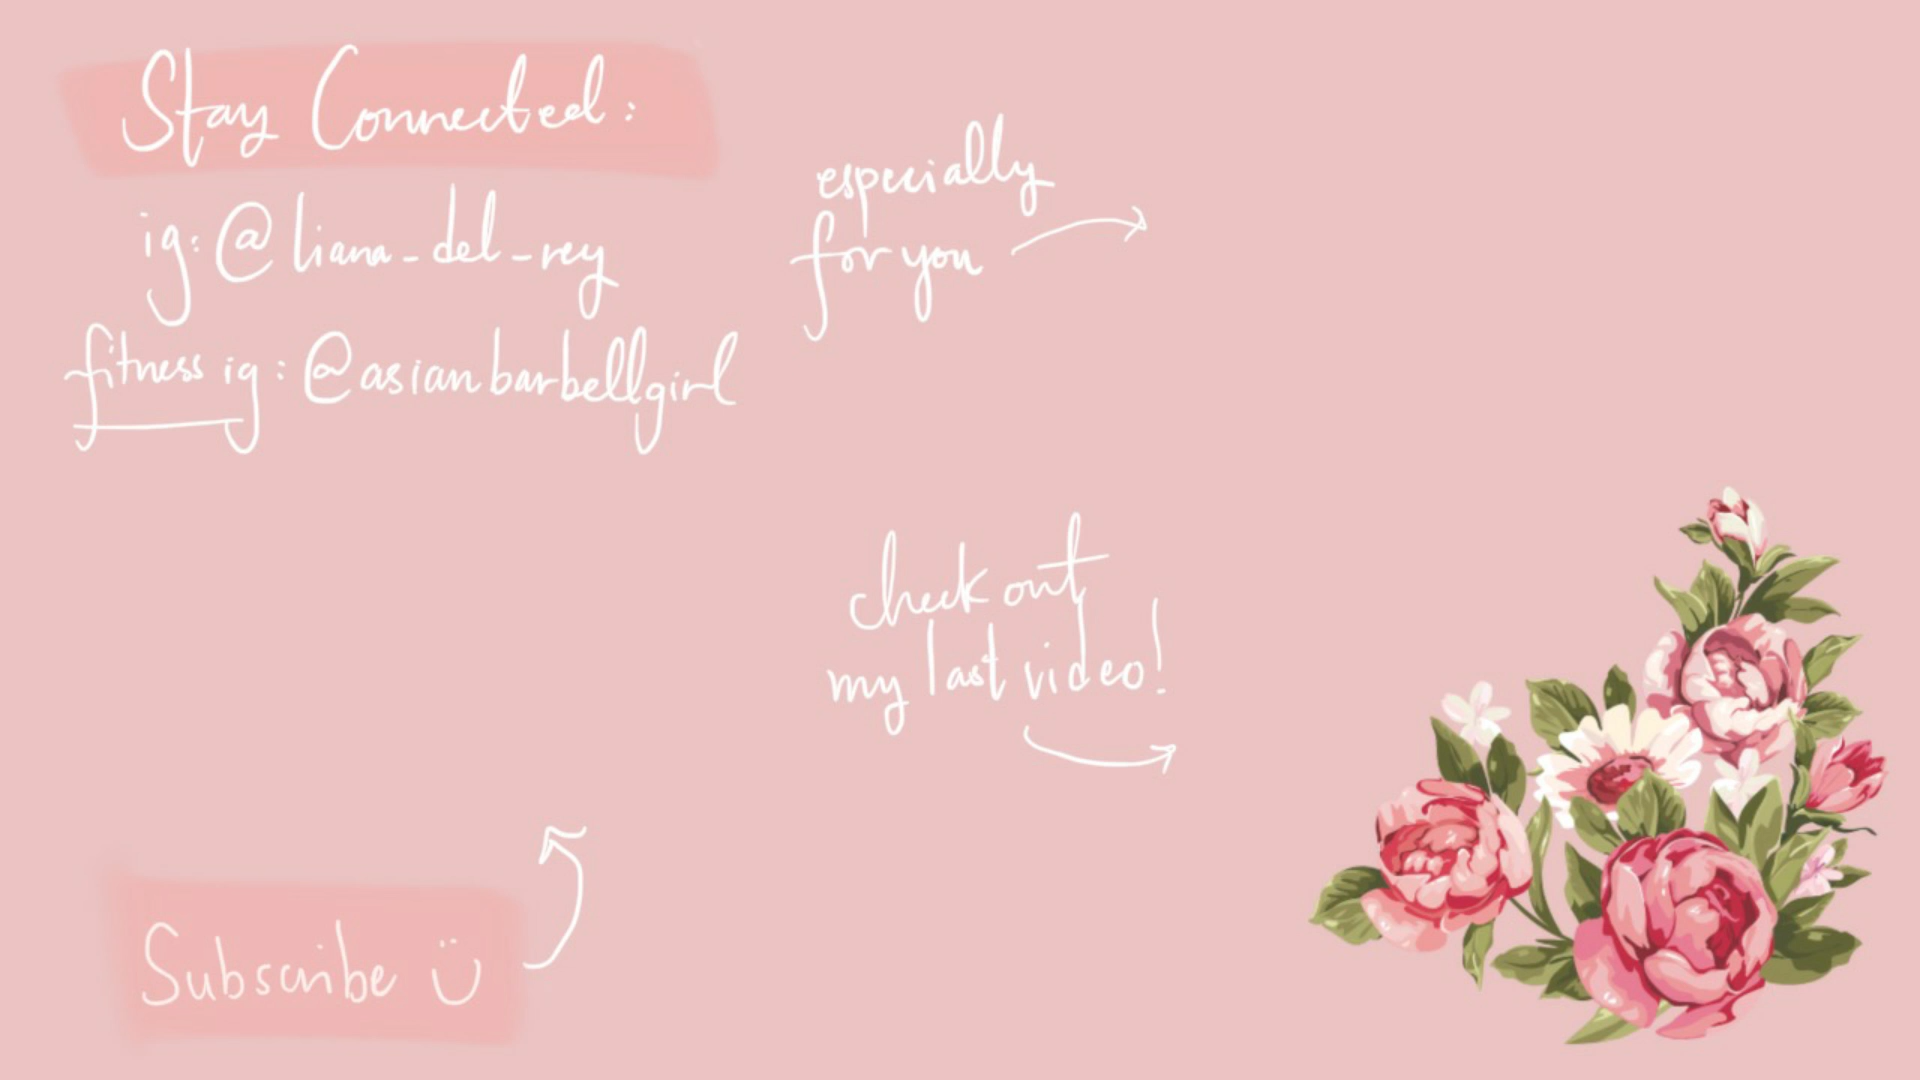 Stay Connected:
ig: @liana_del_rey
fitness ig: @asianbarbellgirl
especially
for you
check out
my last video!
Subscribe